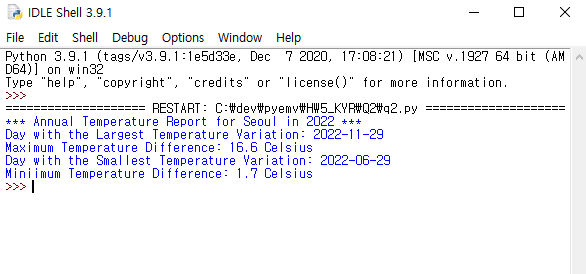 IDLE Shell 3.9.1
File Edit Shell Debug Options Window Help
Python 3.9.1 (tags/v3.9.1:1e5d33e, Dec  7 2020, 17:08:21) [MSC v.1927 64 bit (AM
D64)] on win32
Type "help", "copyright", "credits" or "license()" for more information.
>>>
=================== RESTART: C:₩dev₩pyemv₩HW5_KYR₩Q2₩q2.py ===================
*** Annual Temperature Report for Seoul in 2022 ***
Day with the Largest Temperature Variation: 2022-11-29
Maximum Temperature Difference: 16.6 Celsius
Day with the Smallest Temperature Variation: 2022-06-29
Miniimum Temperature Difference: 1.7 Celsius
>>>